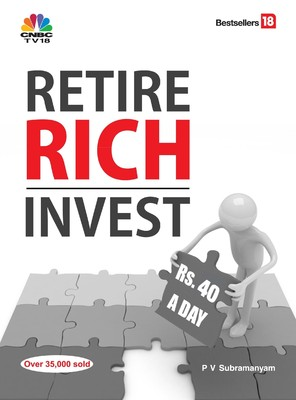 CNBC
TV18
Bestsellers 18
RETIRE
RICH
INVEST
RS. 40
A DAY
Over 35,000 sold
P V Subramanyam